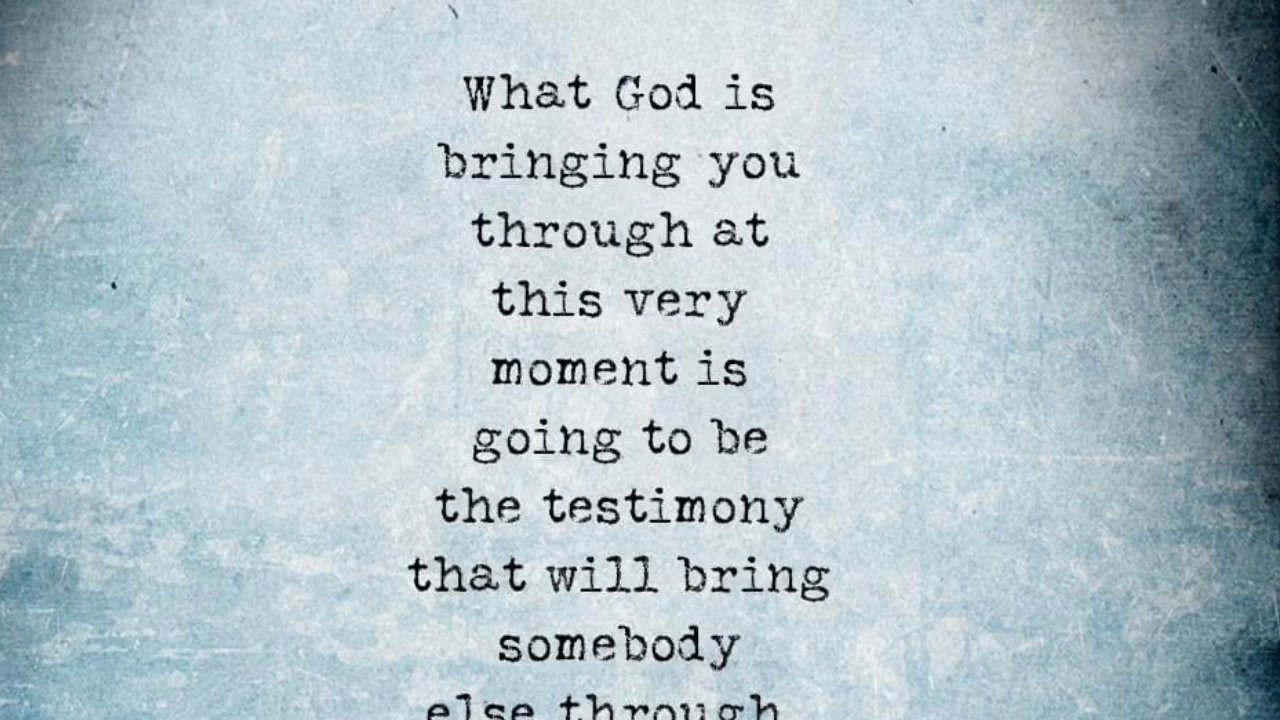 What God is
bringing you
through at
this very
moment is
going to be
the testimony
that will bring
somebody
else through